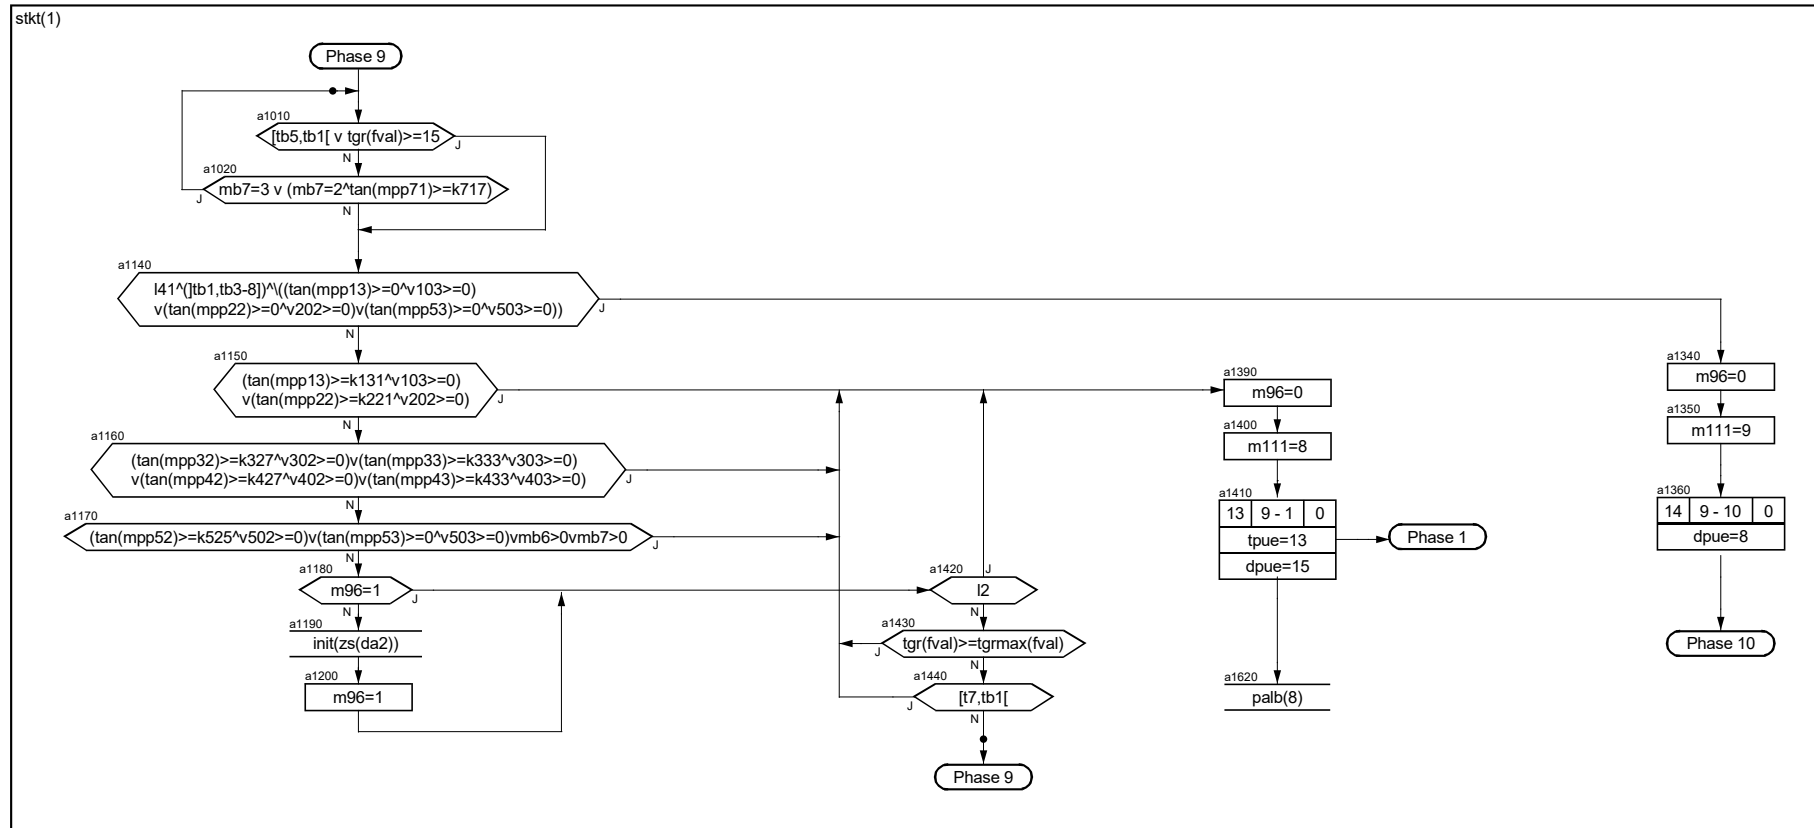 stkt(1)
Phase 9
a1010
[tb5,tb1[ v tgr(fval)>=15
J
N
a1020
mb7=3 v (mb7=2^tan(mpp71)>=k717)
J
N
a1140
l41^(]tb1,tb3-8])^\((tan(mpp13)>=0^v103>=0)
v(tan(mpp22)>=0^v202>=0)v(tan(mpp53)>=0^v503>=0))
J
N
a1150
(tan(mpp13)>=k131^v103>=0)
v(tan(mpp22)>=k221^v202>=0)
J
N
a1160
(tan(mpp32)>=k327^v302>=0)v(tan(mpp33)>=k333^v303>=0)
v(tan(mpp42)>=k427^v402>=0)v(tan(mpp43)>=k433^v403>=0)
J
N
a1170
(tan(mpp52)>=k525^v502>=0)v(tan(mpp53)>=0^v503>=0)vmb6>0vmb7>0
J
N
a1180
m96=1
J
N
a1190
init(zs(da2))
a1200
m96=1
a1420
J
l2
N
a1430
tgr(fval)>=tgrmax(fval)
J
N
a1440
[t7,tb1[
J
N
Phase 9
a1390
m96=0
a1400
m111=8
a1410
13 9 - 1 0
tpue=13
dpue=15
Phase 1
a1620
palb(8)
a1340
m96=0
a1350
m111=9
a1360
14 9 - 10 0
dpue=8
Phase 10